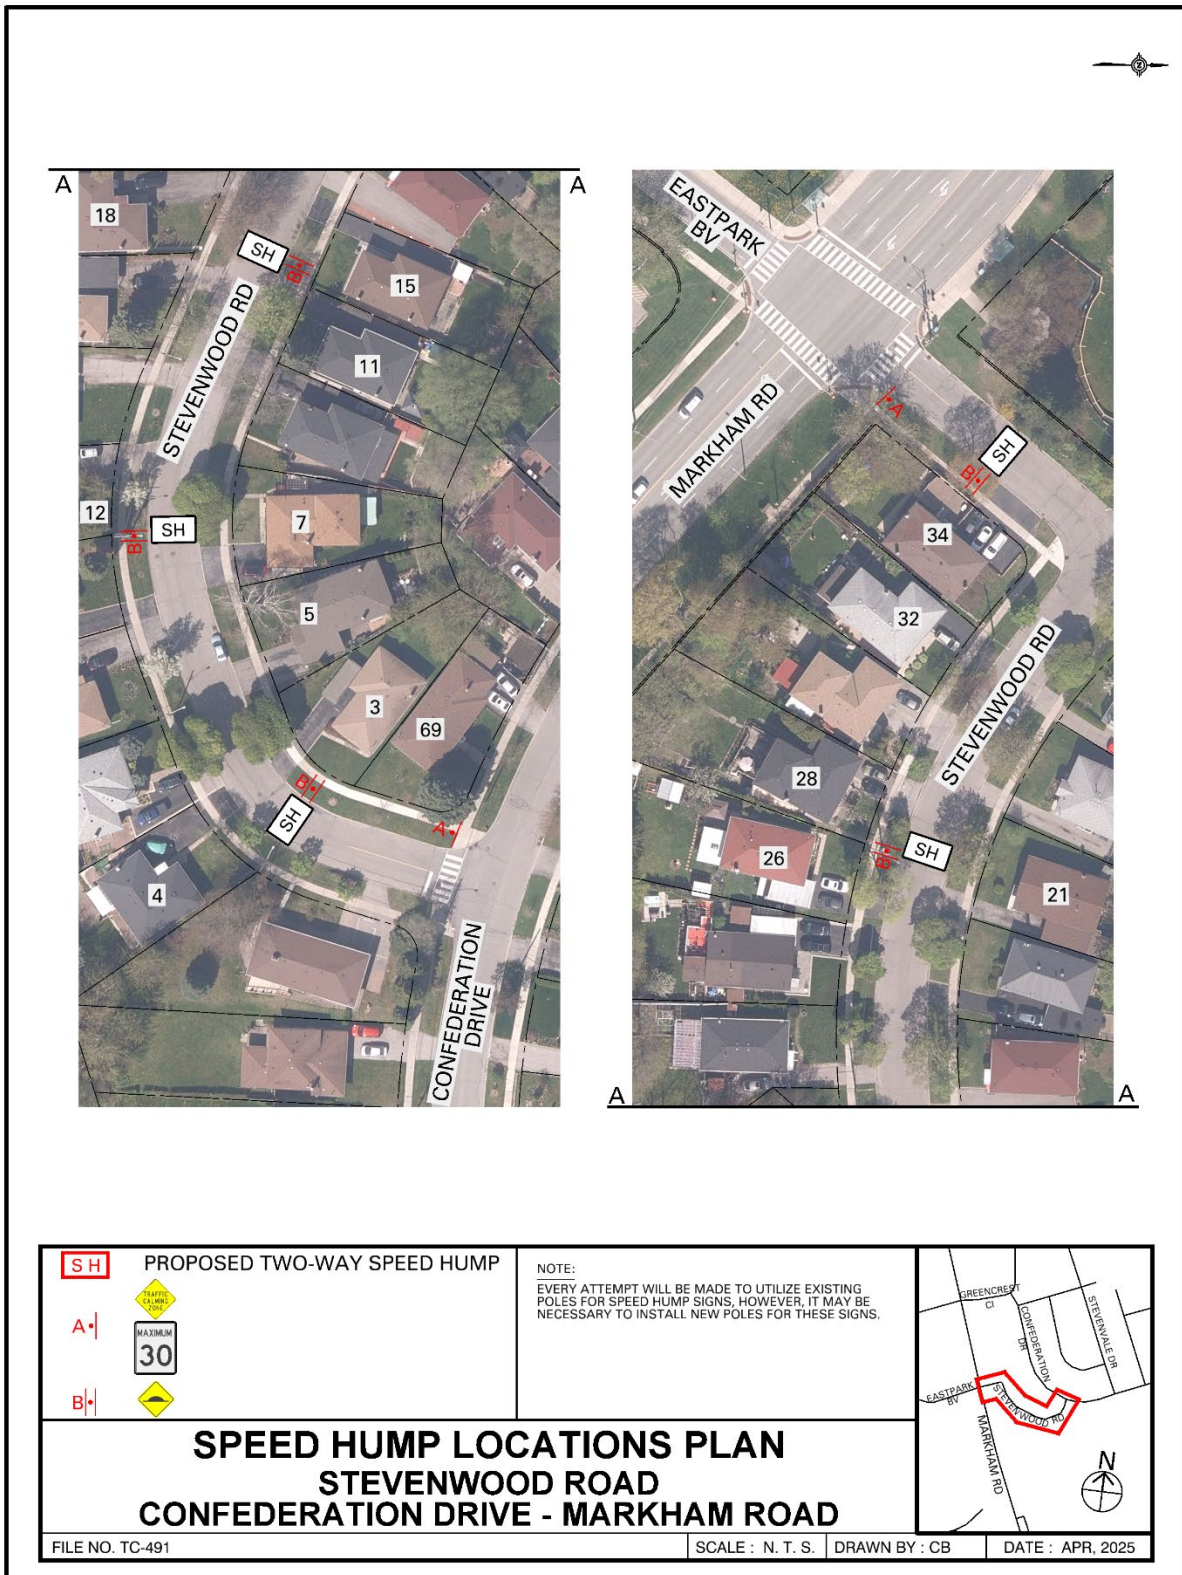 N
A
A
18
SH
B
15
STEVENWOOD RD
11
12
B
SH
7
5
3
69
B
SH
A
4
CONFEDERATION
DRIVE
EASTPARK
BV
MARKHAM RD
A
SH
B
34
32
STEVENWOOD RD
28
26
B
SH
21
A
A
SH
PROPOSED TWO-WAY SPEED HUMP
TRAFFIC
CALMING
ZONE
A
MAXIMUM
30
B
NOTE:
EVERY ATTEMPT WILL BE MADE TO UTILIZE EXISTING
POLES FOR SPEED HUMP SIGNS, HOWEVER, IT MAY BE
NECESSARY TO INSTALL NEW POLES FOR THESE SIGNS.
GREENCREST
CI
CONFEDERATION
DR
STEVENVALE DR
EASTPARK
BV
STEVENWOOD RD
MARKHAM RD
N
SPEED HUMP LOCATIONS PLAN
STEVENWOOD ROAD
CONFEDERATION DRIVE - MARKHAM ROAD
FILE NO. TC-491
SCALE : N. T. S.
DRAWN BY : CB
DATE : APR, 2025